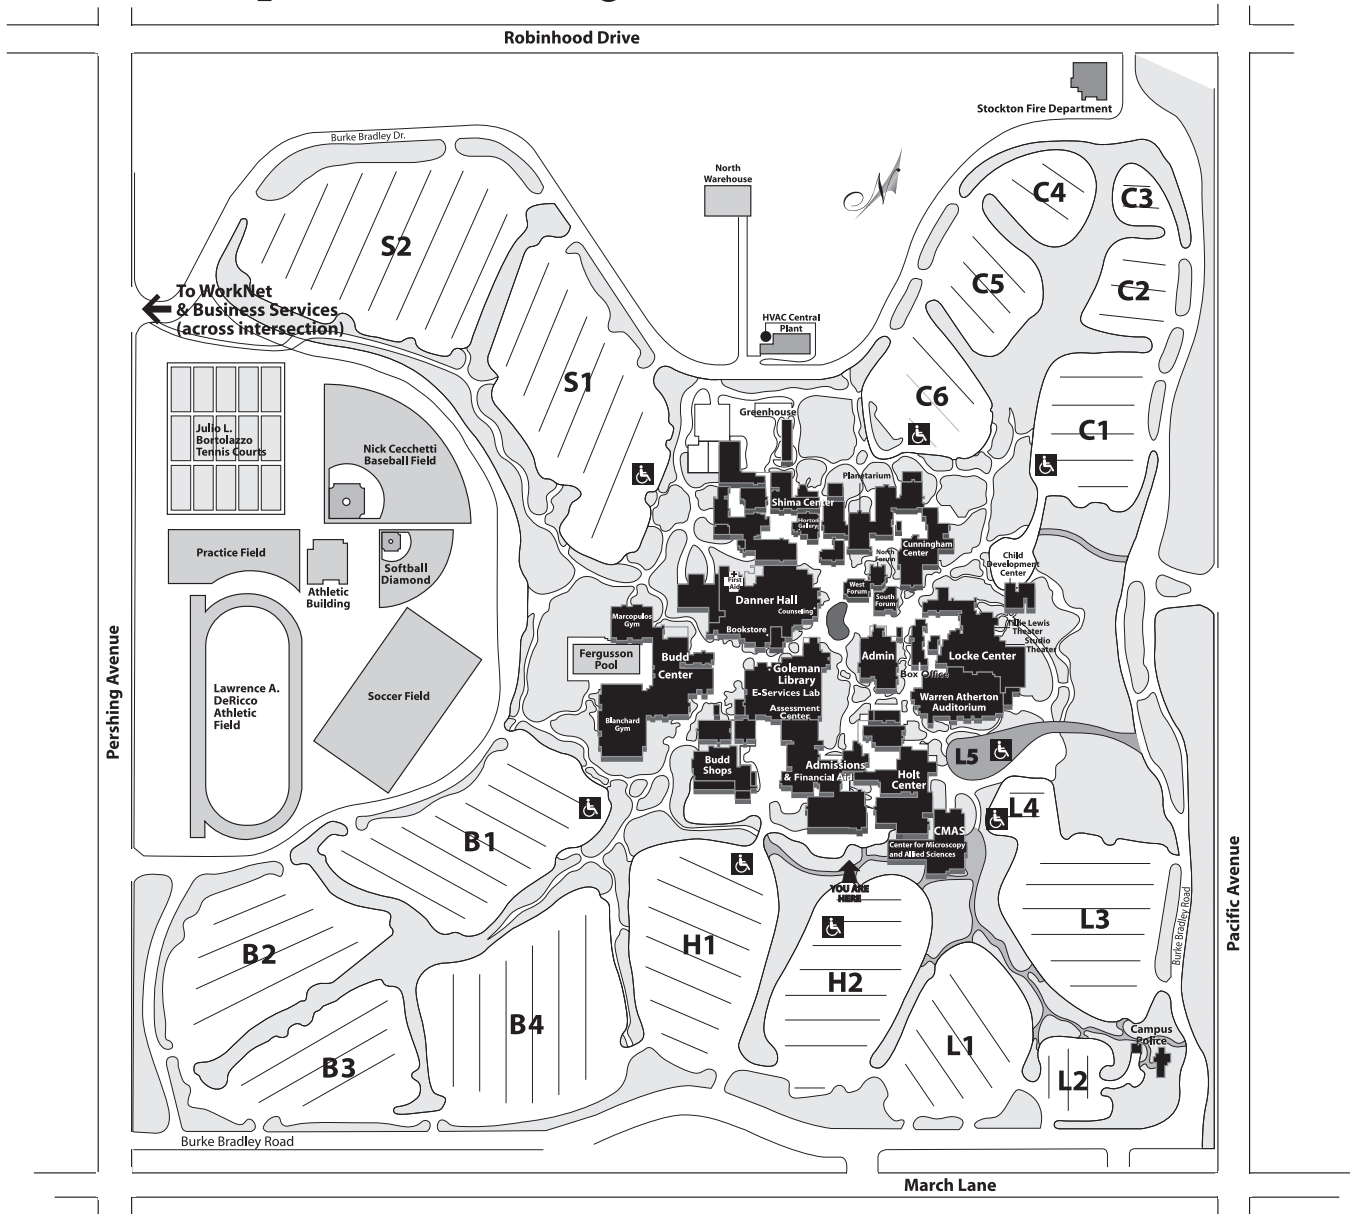 Robinhood Drive
Stockton Fire Department
Burke Bradley Dr.
North
Warehouse
C4
C3
S2
C5
C2
To WorkNet
& Business Services
(across intersection)
HVAC Central
Plant
S1
C6
Greenhouse
C1
Julio L.
Bortolazzo
Tennis Courts
Nick Cecchetti
Baseball Field
Planetarium
Shima Center
Horton
Gallery
Cunningham
Center
North
Forum
Practice Field
Softball
Diamond
Athletic
Building
Child
Development
Center
First
Aid
West
Forum
South
Forum
Danner Hall
Counseling
Bookstore
Marcopulos
Gym
Tillie Lewis
Theater
Studio
Theater
Fergusson
Pool
Budd
Center
Goleman
Library
E-Services Lab
Assessment
Center
Admin
Locke Center
Box Office
Warren Atherton
Auditorium
Pershing Avenue
Lawrence A.
DeRicco
Athletic
Field
Soccer Field
Blanchard
Gym
L5
Budd
Shops
Admissions
& Financial Aid
Holt
Center
L4
CMAS
Center for Microscopy
and Allied Sciences
B1
YOU ARE
HERE
Pacific Avenue
Burke Bradley Road
L3
H1
B2
H2
B4
L1
Campus
Police
B3
L2
Burke Bradley Road
March Lane